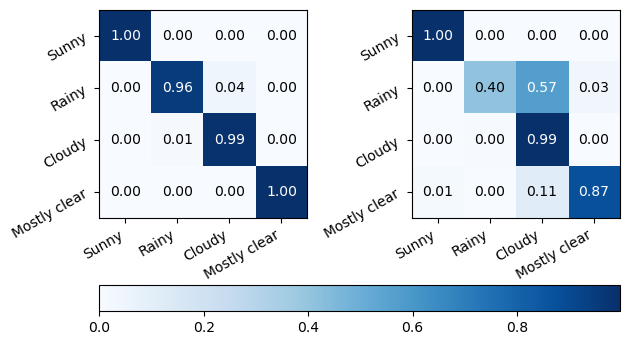 Sunny 1.00 0.00 0.00 0.00
Rainy 0.00 0.96 0.04 0.00
Cloudy 0.00 0.01 0.99 0.00
Mostly clear 0.00 0.00 0.00 1.00
Sunny Rainy Cloudy Mostly clear
Sunny 1.00 0.00 0.00 0.00
Rainy 0.00 0.40 0.57 0.03
Cloudy 0.00 0.00 0.99 0.00
Mostly clear 0.01 0.00 0.11 0.87
Sunny Rainy Cloudy Mostly clear
0.0 0.2 0.4 0.6 0.8